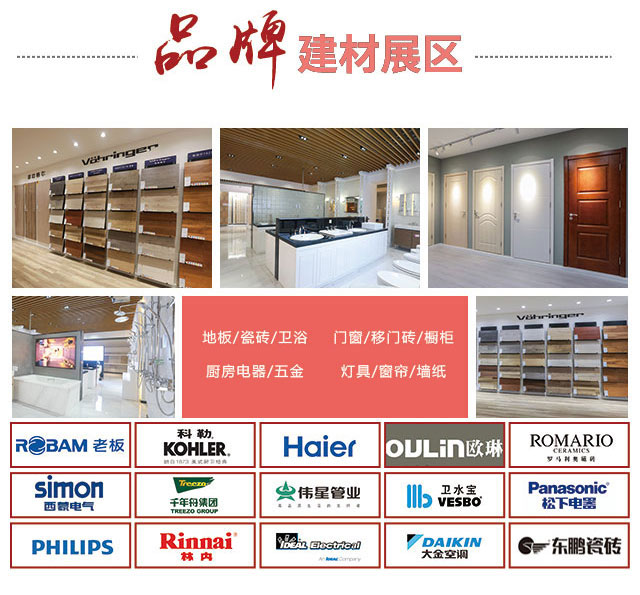 品牌 建材展区
Vöhringer
地板/瓷砖/卫浴 门窗/移门砖/橱柜
Vöhringer
厨房电器/五金 灯具/窗帘/墙纸
ROBAM 老板
科勒
KOHLER
Haier
OULIN 欧琳
ROMARIO
CERAMICS
罗马利奥磁砖
simon
西蒙电气
Treezo
千年舟集团
TREEZO GROUP
伟星管业
卫水宝
VESBO
Panasonic
松下电器
PHILIPS
Rinnai
林内
IDEAL Electrical
An IDEAL Company
DAIKIN
大金空调
东鹏瓷砖